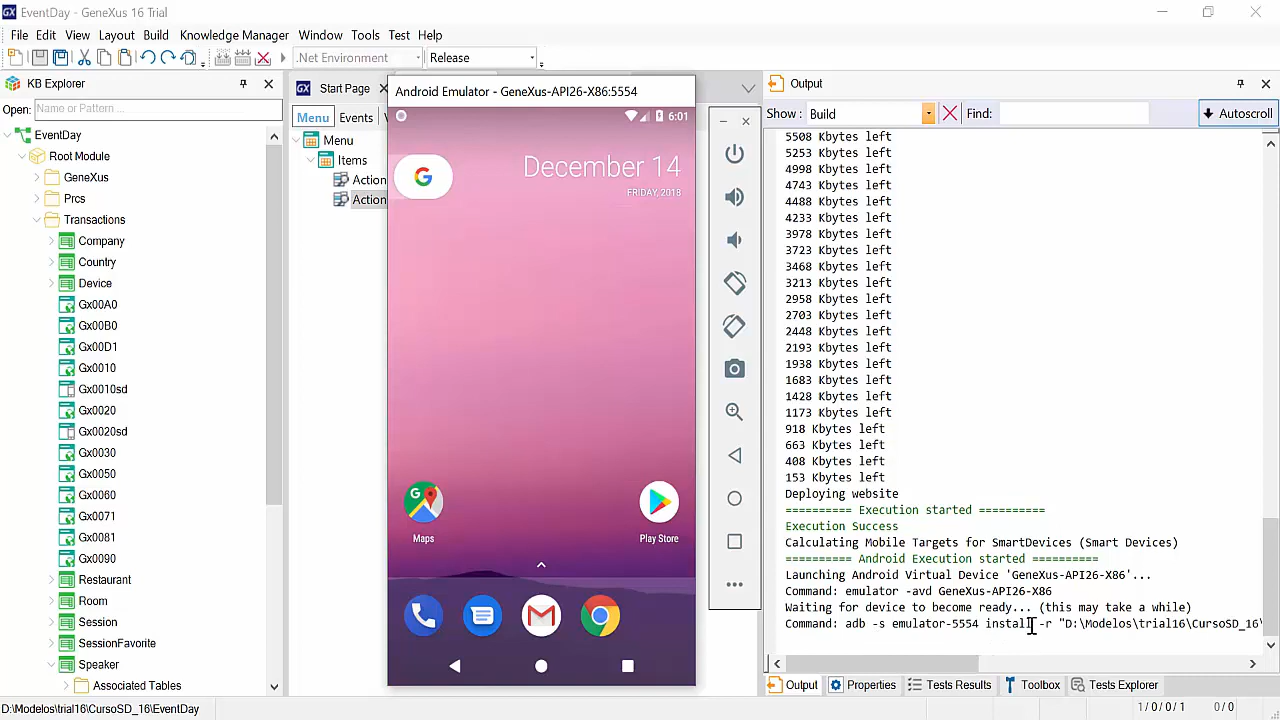 GX EventDay - GeneXus 16 Trial
File Edit View Layout Build Knowledge Manager Window Tools Test Help
.Net Environment Release
KB Explorer
Open: Name or Pattern ...
EventDay
Root Module
GeneXus
Prcs
Transactions
Company
Country
Device
Gx00A0
Gx00B0
Gx00D1
Gx0010
Gx0010sd
Gx0020
Gx0020sd
Gx0030
Gx0050
Gx0060
Gx0071
Gx0081
Gx0090
Restaurant
Room
Session
SessionFavorite
Speaker
Associated Tables
D:\Modelos\trial16\CursoSD_16\EventDay
GX Start Page
Menu Events
Menu
Items
Action
Action
Android Emulator - GeneXus-API26-X86:5554
6:01
G
December 14
FRIDAY, 2018
Maps
Play Store
Output
Show : Build Find: Autoscroll
5508 Kbytes left
5253 Kbytes left
4998 Kbytes left
4743 Kbytes left
4488 Kbytes left
4233 Kbytes left
3978 Kbytes left
3723 Kbytes left
3468 Kbytes left
3213 Kbytes left
2958 Kbytes left
2703 Kbytes left
2448 Kbytes left
2193 Kbytes left
1938 Kbytes left
1683 Kbytes left
1428 Kbytes left
1173 Kbytes left
918 Kbytes left
663 Kbytes left
408 Kbytes left
153 Kbytes left
Deploying website
========== Execution started ==========
Execution Success
Calculating Mobile Targets for SmartDevices (Smart Devices)
========== Android Execution started ==========
Launching Android Virtual Device 'GeneXus-API26-X86'...
Command: emulator -avd GeneXus-API26-X86
Waiting for device to become ready... (this may take a while)
Command: adb -s emulator-5554 install -r "D:\Modelos\trial16\CursoSD_16\
Output Properties Test Results Toolbox Test Explorer
1/0/0/1 0/0